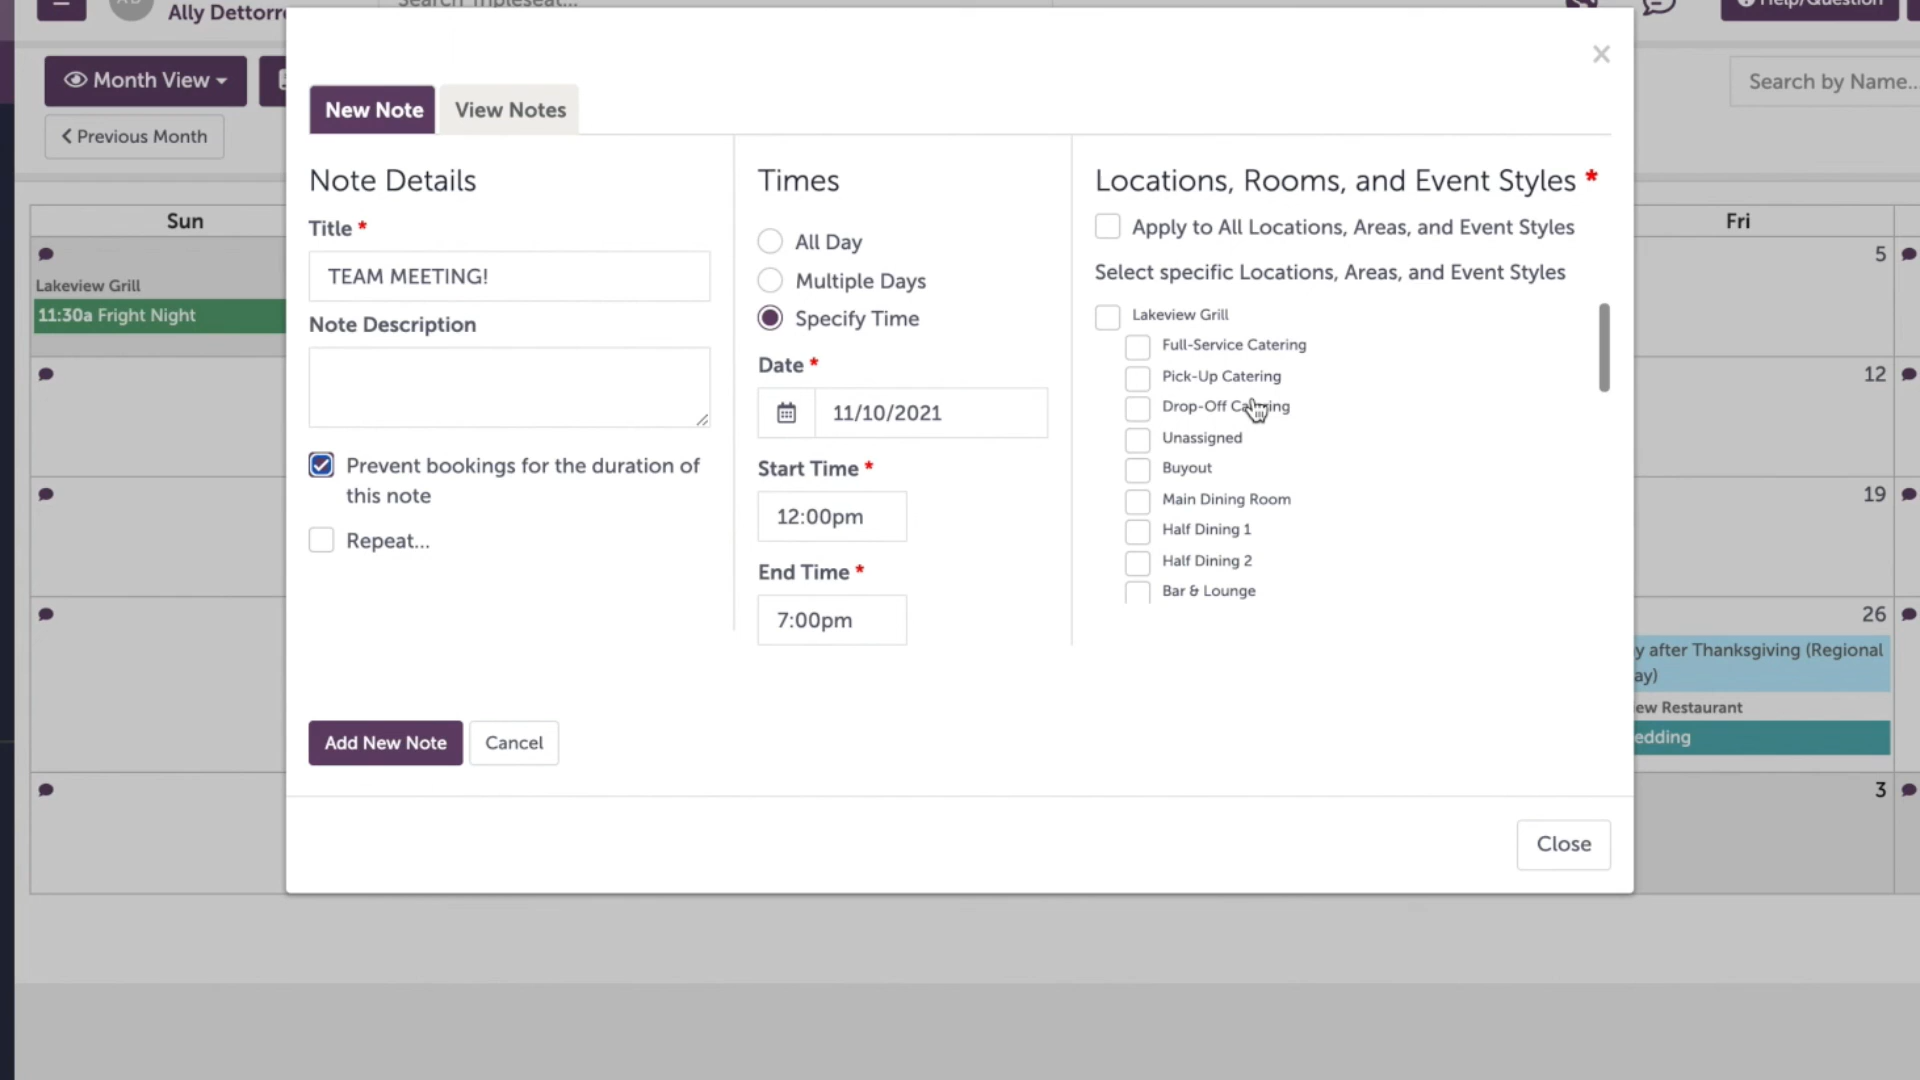 Search Tripleseat...
Ally Dettorre
Help/Question
Month View
Search by Name...
Previous Month
New Note
View Notes
Note Details
Title *
TEAM MEETING!
Note Description
Prevent bookings for the duration of
this note
Repeat...
Add New Note
Cancel
Times
All Day
Multiple Days
Specify Time
Date *
11/10/2021
Start Time *
12:00pm
End Time *
7:00pm
Locations, Rooms, and Event Styles *
Apply to All Locations, Areas, and Event Styles
Select specific Locations, Areas, and Event Styles
Lakeview Grill
Full-Service Catering
Pick-Up Catering
Drop-Off Catering
Unassigned
Buyout
Main Dining Room
Half Dining 1
Half Dining 2
Bar & Lounge
Close
Sun
Lakeview Grill
11:30a Fright Night
Fri
5
12
19
26
y after Thanksgiving (Regional
ay)
ew Restaurant
edding
3